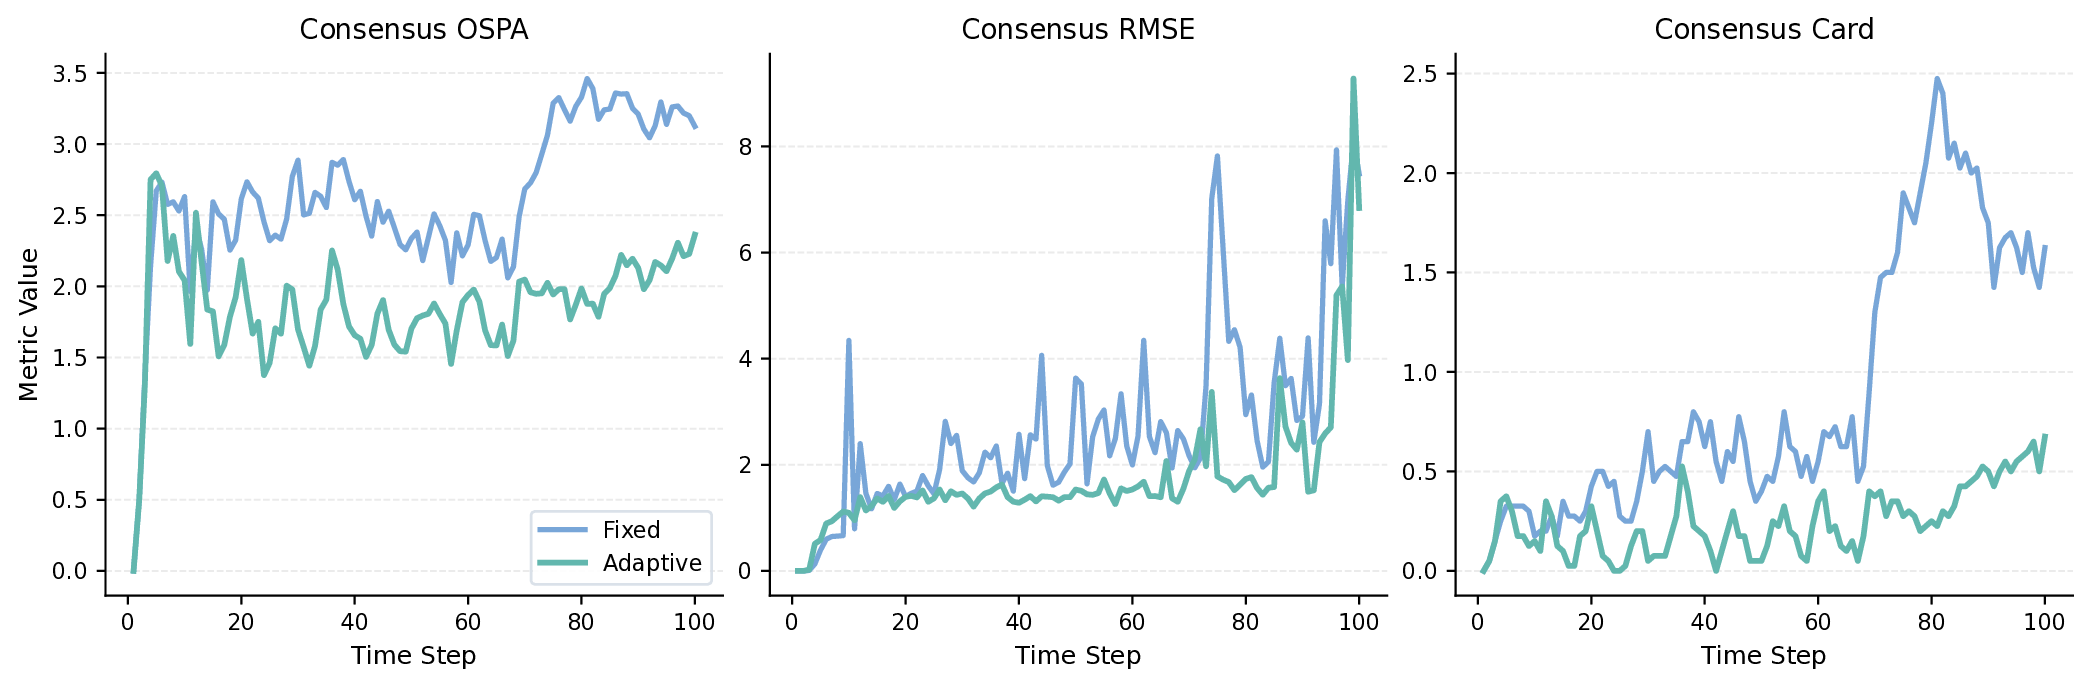 Consensus OSPA
Metric Value
3.5
3.0
2.5
2.0
1.5
1.0
0.5
0.0
Fixed
Adaptive
0 20 40 60 80 100
Time Step
Consensus RMSE
8
6
4
2
0
0 20 40 60 80 100
Time Step
Consensus Card
2.5
2.0
1.5
1.0
0.5
0.0
0 20 40 60 80 100
Time Step